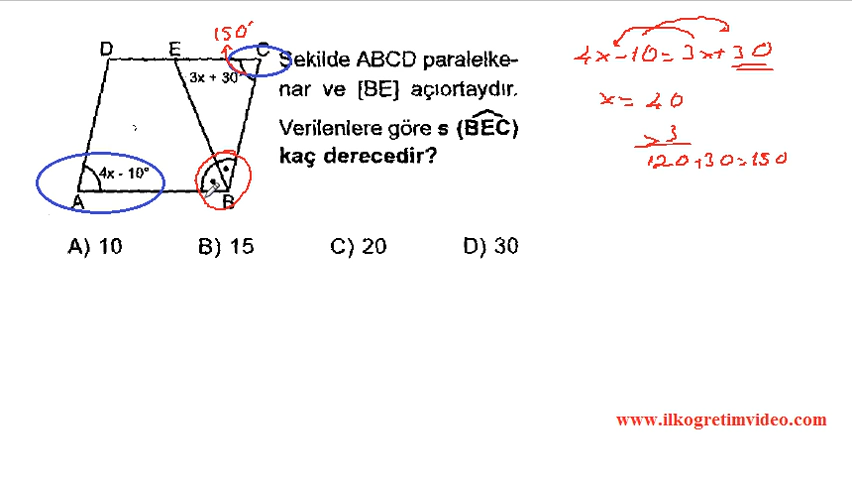 150°
D E C
3x + 30°
4x - 10°
A B
Şekilde ABCD paralelke-
nar ve [BE] açıortaydır.
Verilenlere göre s (BEC)
kaç derecedir?
A) 10 B) 15 C) 20 D) 30
4x-10=3x+30
x=40
x3
120+30=150
www.ilkogretimvideo.com